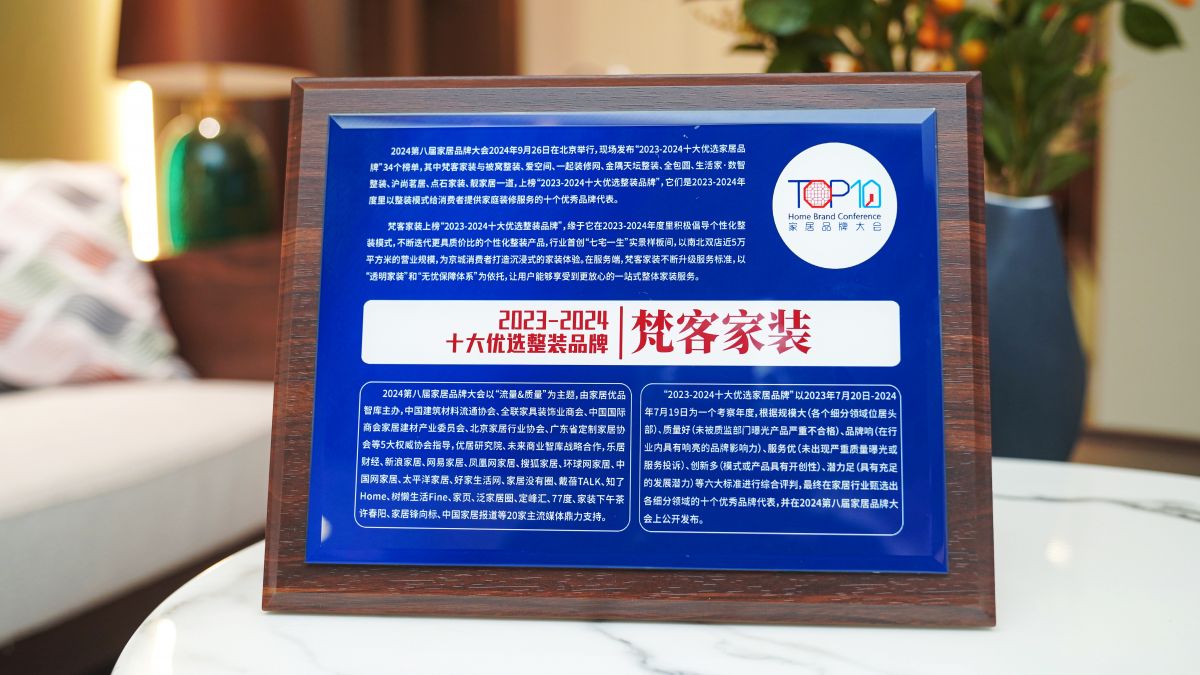 2024第八届家居品牌大会2024年9月26日在北京举行,现场发布“2023-2024十大优选家居品
牌”34个榜单,其中梵客家装与被窝整装、爱空间、一起装修网、金隅天坛整装、全包圆、生活家·数智
整装、沪尚茗居、点石家装、靓家居一道,上榜“2023-2024十大优选整装品牌”,它们是2023-2024年
度里以整装模式给消费者提供家庭装修服务的十个优秀品牌代表。
梵客家装上榜“2023-2024十大优选整装品牌”,缘于它在2023-2024年度里积极倡导个性化整
装模式,不断迭代更具质价比的个性化整装产品,行业首创“七宅一生”实景样板间,以南北双店近5万
平方米的营业规模,为京城消费者打造沉浸式的家装体验。在服务端,梵客家装不断升级服务标准,以
“透明家装”和“无忧保障体系”为依托,让用户能够享受到更放心的一站式整体家装服务。
TOP10
Home Brand Conference
家居品牌大会
2023-2024
十大优选整装品牌
梵客家装
2024第八届家居品牌大会以“流量&质量”为主题,由家居优品
智库主办,中国建筑材料流通协会、全联家具装饰业商会、中国国际
商会家居建材产业委员会、北京家居行业协会、广东省定制家居协
会等5大权威协会指导,优居研究院、未来商业智库战略合作,乐居
财经、新浪家居、网易家居、凤凰网家居、搜狐家居、环球网家居、中
国网家居、太平洋家居、好家生活网、家居没有圈、戴蓓TALK、知了
Home、树懒生活Fine、家页、泛家居圈、定峰汇、77度、家装下午茶
许春阳、家居锋向标、中国家居报道等20家主流媒体鼎力支持。
“2023-2024十大优选家居品牌”以2023年7月20日-2024
年7月19日为一个考察年度,根据规模大(各个细分领域位居头
部)、质量好(未被质监部门曝光产品严重不合格)、品牌响(在行
业内具有响亮的品牌影响力)、服务优(未出现严重质量曝光或
服务投诉)、创新多(模式或产品具有开创性)、潜力足(具有充足
的发展潜力)等六大标准进行综合评判,最终在家居行业甄选出
各细分领域的十个优秀品牌代表,并在2024第八届家居品牌大
会上公开发布。